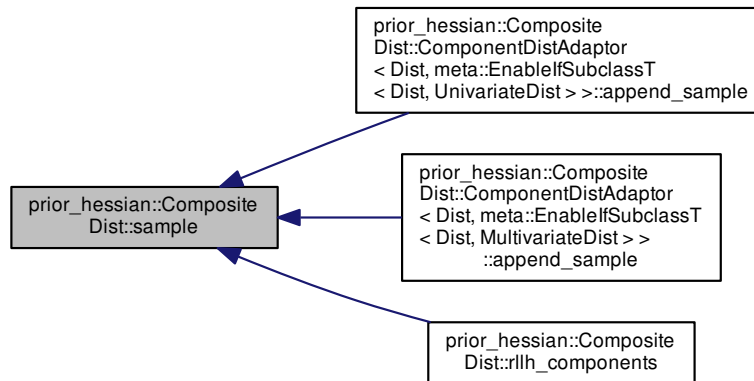 prior_hessian::Composite
Dist::ComponentDistAdaptor
< Dist, meta::EnableIfSubclassT
< Dist, UnivariateDist > >::append_sample
prior_hessian::Composite
Dist::sample
prior_hessian::Composite
Dist::ComponentDistAdaptor
< Dist, meta::EnableIfSubclassT
< Dist, MultivariateDist > >
::append_sample
prior_hessian::Composite
Dist::rllh_components